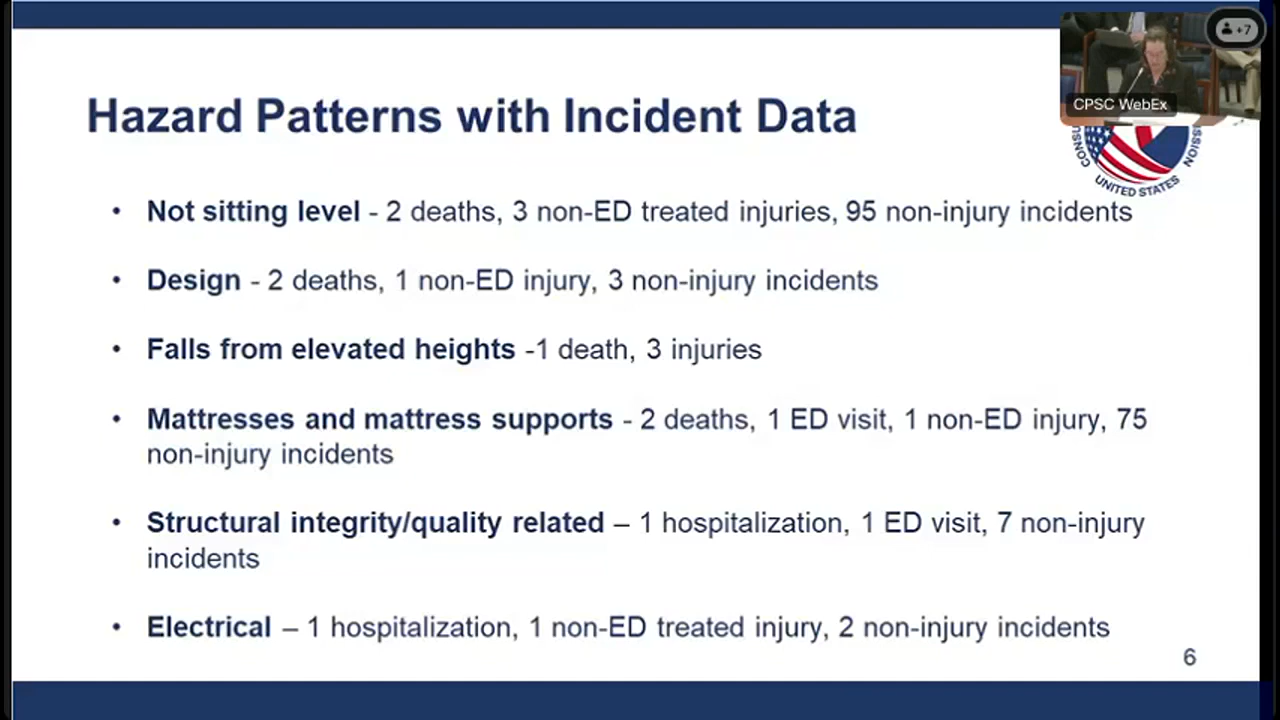 +7
CPSC WebEx
Hazard Patterns with Incident Data
UNITED STATES
• Not sitting level - 2 deaths, 3 non-ED treated injuries, 95 non-injury incidents
• Design - 2 deaths, 1 non-ED injury, 3 non-injury incidents
• Falls from elevated heights -1 death, 3 injuries
• Mattresses and mattress supports - 2 deaths, 1 ED visit, 1 non-ED injury, 75
non-injury incidents
• Structural integrity/quality related – 1 hospitalization, 1 ED visit, 7 non-injury
incidents
• Electrical – 1 hospitalization, 1 non-ED treated injury, 2 non-injury incidents
6